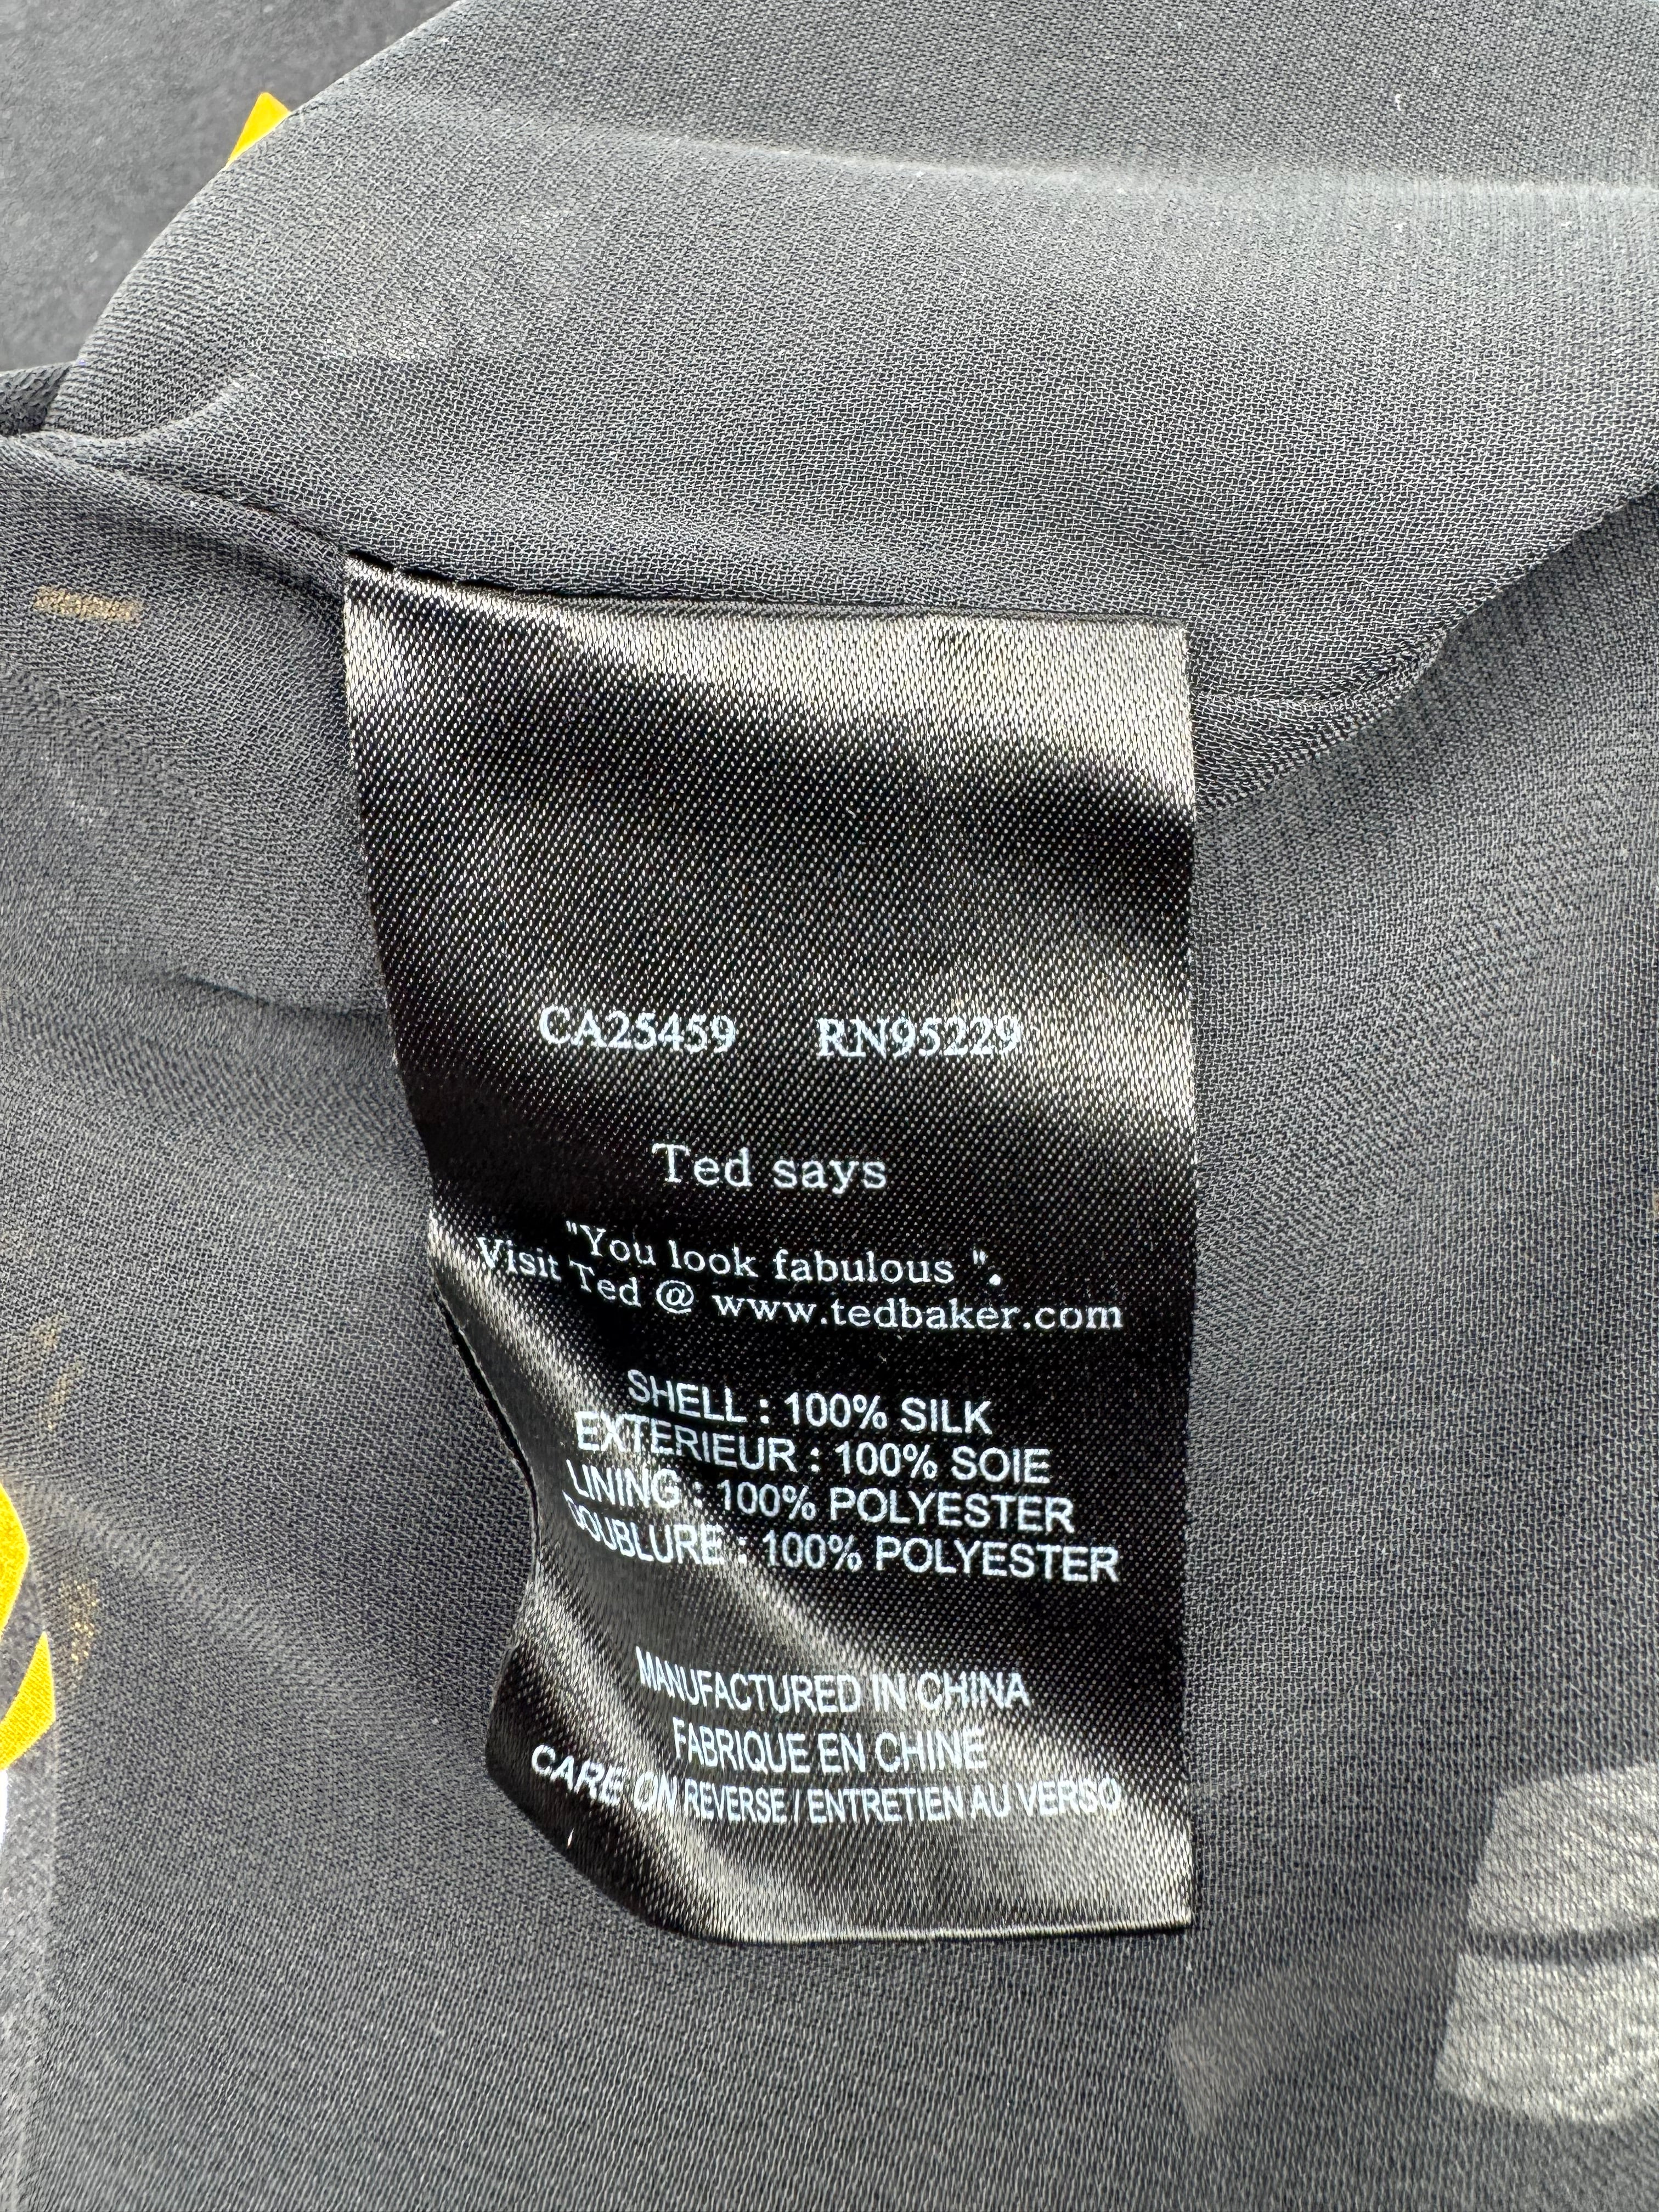 CA25459 RN95229
Ted says
"You look fabulous ".
Visit Ted @ www.tedbaker.com
SHELL : 100% SILK
EXTERIEUR : 100% SOIE
LINING : 100% POLYESTER
DOUBLURE : 100% POLYESTER
MANUFACTURED IN CHINA
FABRIQUE EN CHINE
CARE ON REVERSE / ENTRETIEN AU VERSO